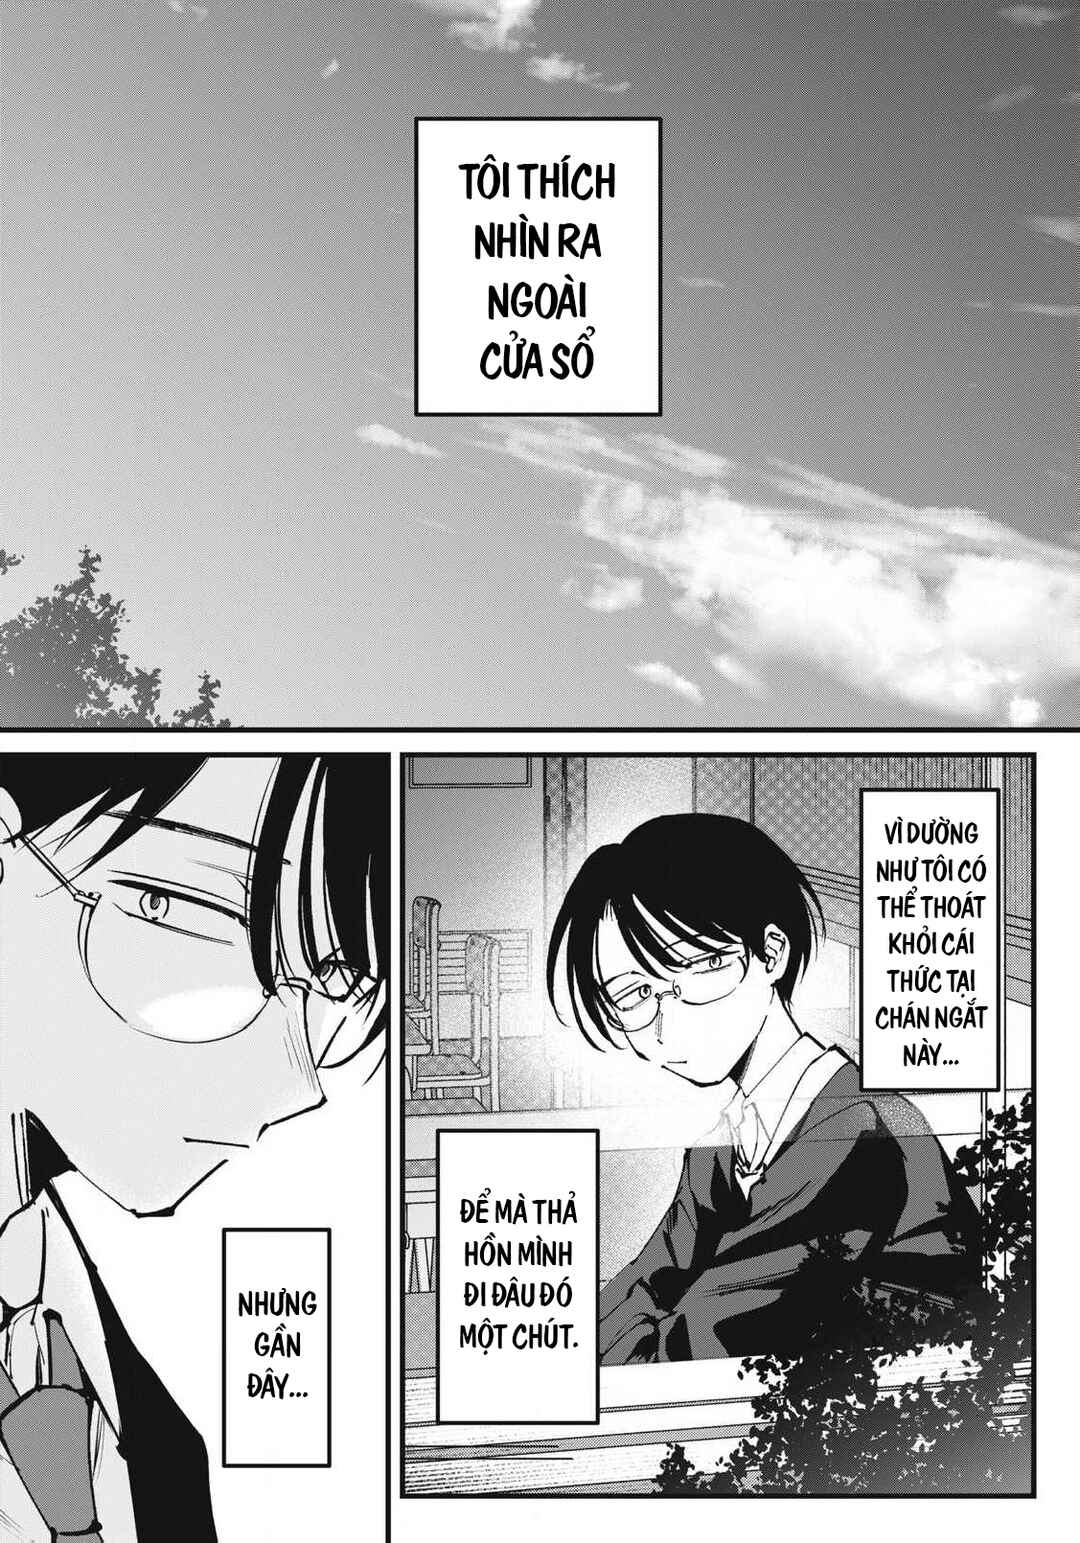 TÔI THÍCH
NHÌN RA
NGOÀI
CỬA SỔ
VÌ DƯỜNG
NHƯ TÔI CÓ
THỂ THOÁT
KHỎI CÁI
THỨC TẠI
CHÁN NGẮT
NÀY...
ĐỂ MÀ THẢ
HỒN MÌNH
ĐI ĐÂU ĐÓ
MỘT CHÚT.
NHƯNG
GẦN
ĐÂY...